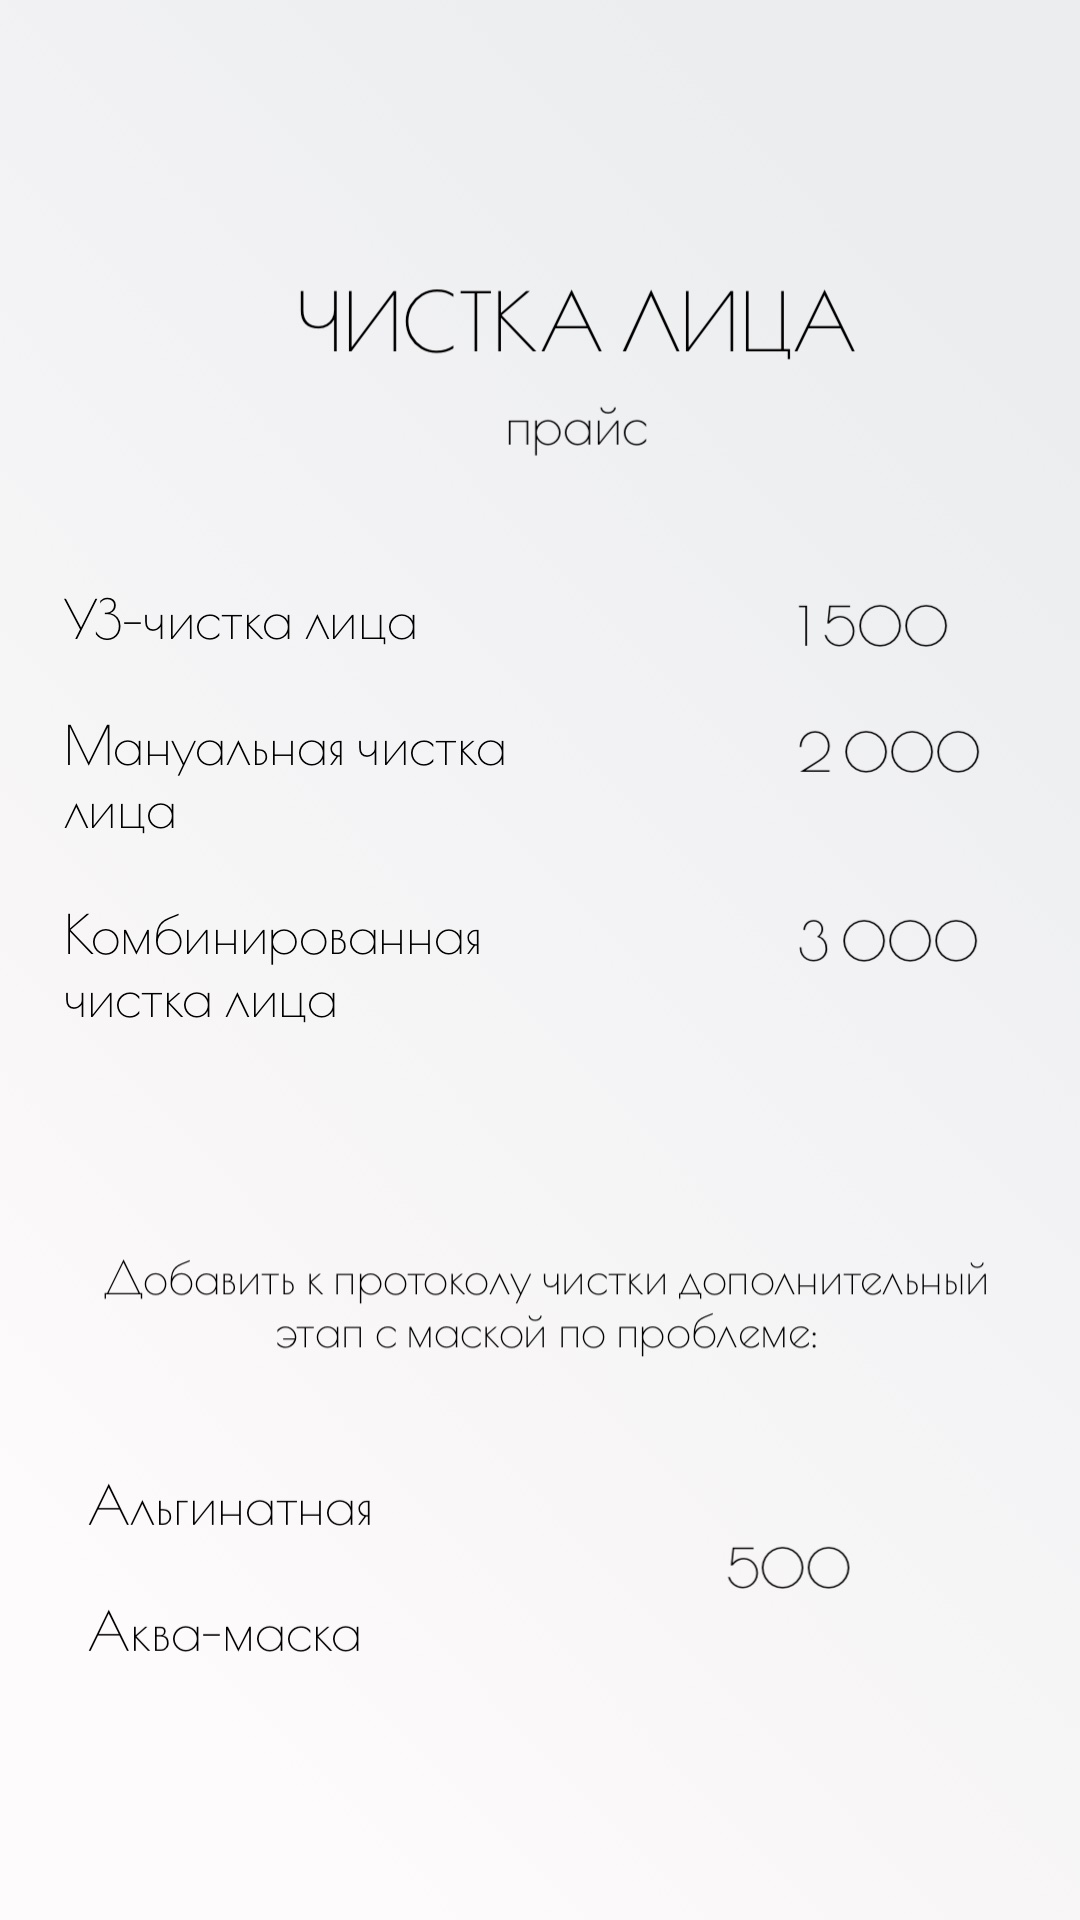 ЧИСТКА ЛИЦА
прайс
УЗ-чистка лица 1500
Мануальная чистка 2 000
лица
Комбинированная 3 000
чистка лица
Добавить к протоколу чистки дополнительный
этап с маской по проблеме:
Альгинатная
500
Аква-маска